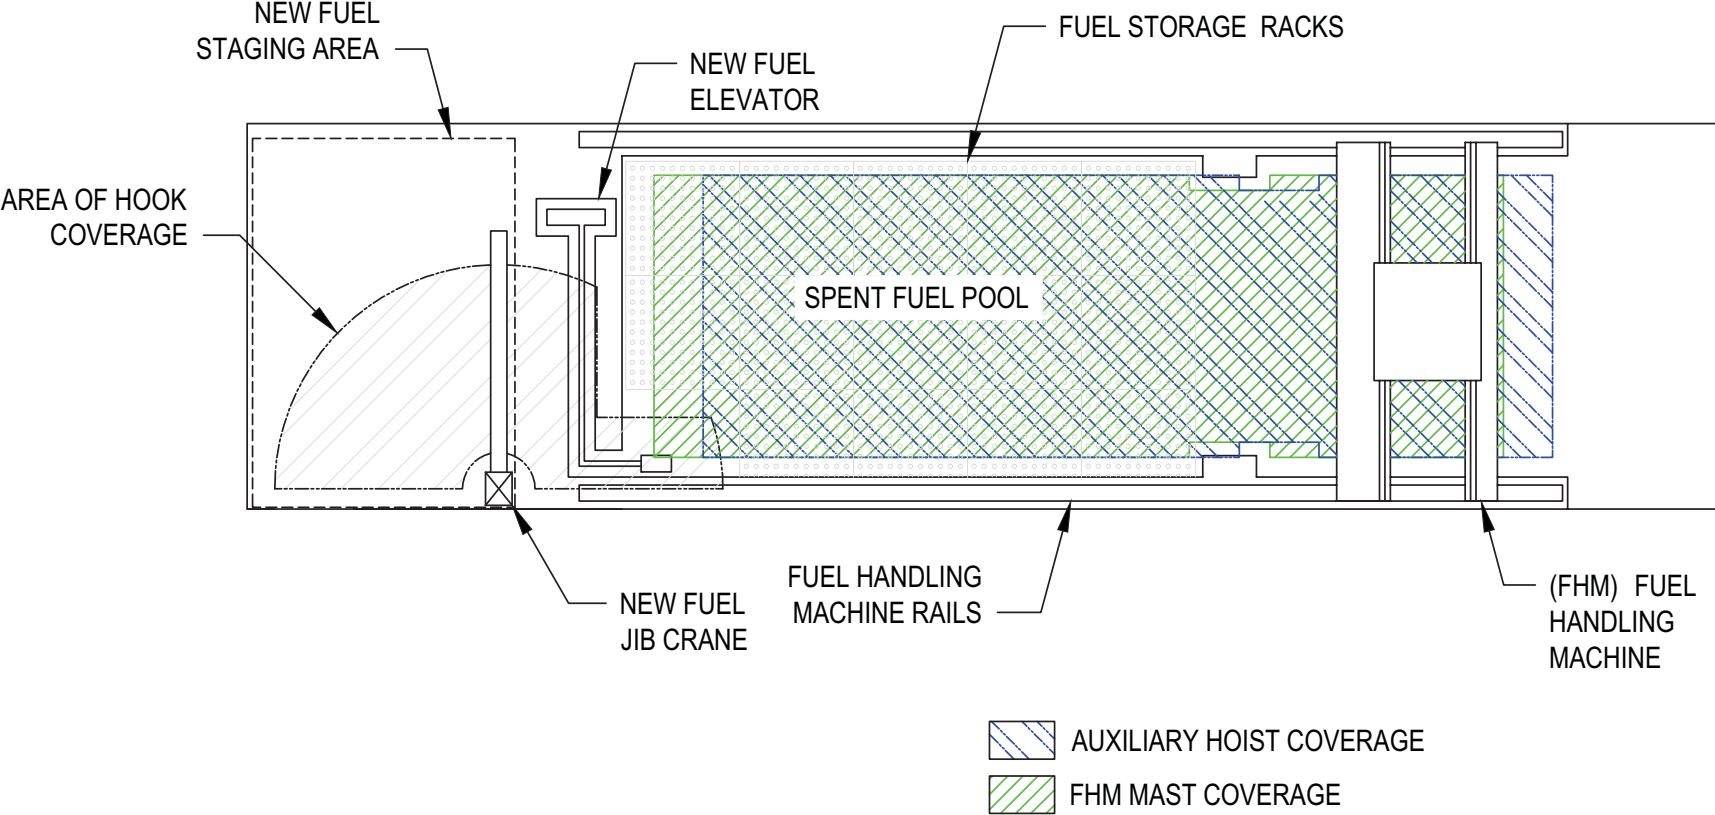 NEW FUEL
STAGING AREA
FUEL STORAGE RACKS
NEW FUEL
ELEVATOR
AREA OF HOOK
COVERAGE
SPENT FUEL POOL
FUEL HANDLING
MACHINE RAILS
NEW FUEL
JIB CRANE
(FHM) FUEL
HANDLING
MACHINE
AUXILIARY HOIST COVERAGE
FHM MAST COVERAGE